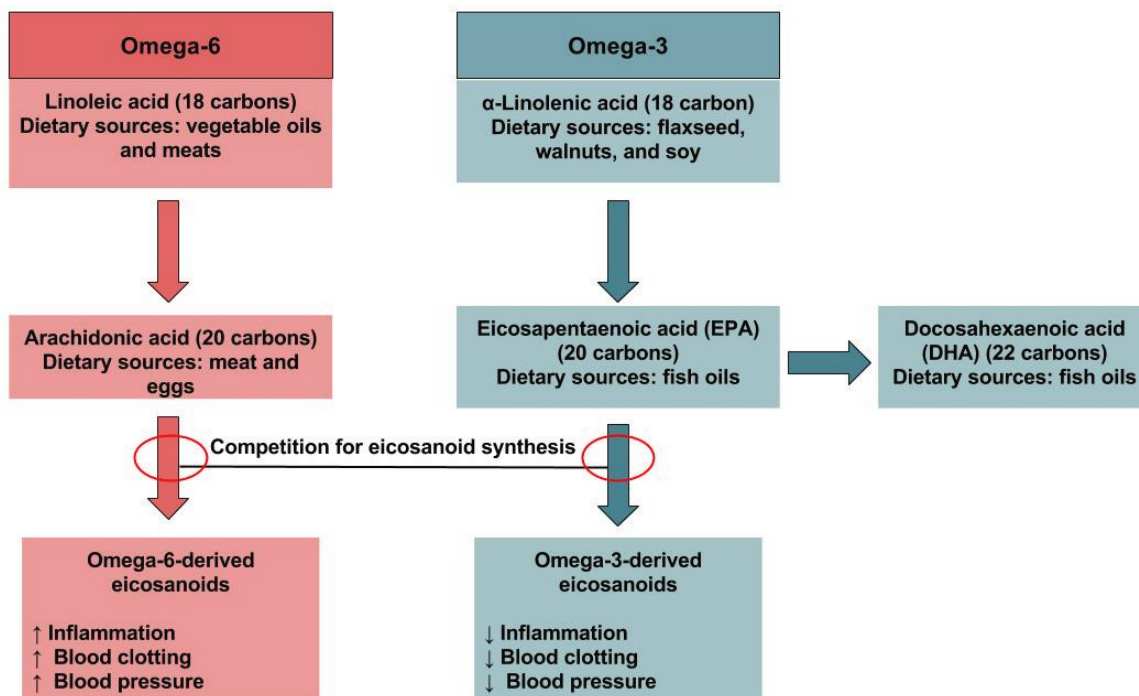 Omega-6
Linoleic acid (18 carbons)
Dietary sources: vegetable oils
and meats
Omega-3
α-Linolenic acid (18 carbon)
Dietary sources: flaxseed,
walnuts, and soy
Arachidonic acid (20 carbons)
Dietary sources: meat and
eggs
Eicosapentaenoic acid (EPA)
(20 carbons)
Dietary sources: fish oils
Docosahexaenoic acid
(DHA) (22 carbons)
Dietary sources: fish oils
Competition for eicosanoid synthesis
Omega-6-derived
eicosanoids
↑ Inflammation
↑ Blood clotting
↑ Blood pressure
Omega-3-derived
eicosanoids
↓ Inflammation
↓ Blood clotting
↓ Blood pressure